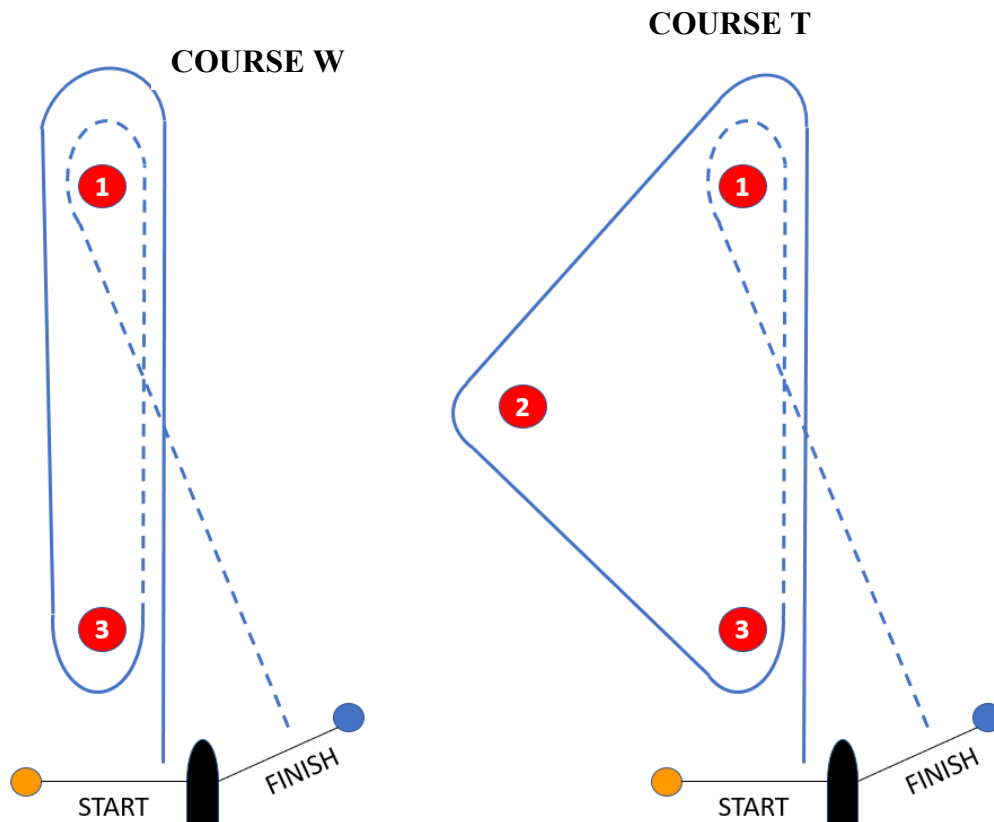 COURSE W
1
3
START
FINISH
COURSE T
1
2
3
START
FINISH